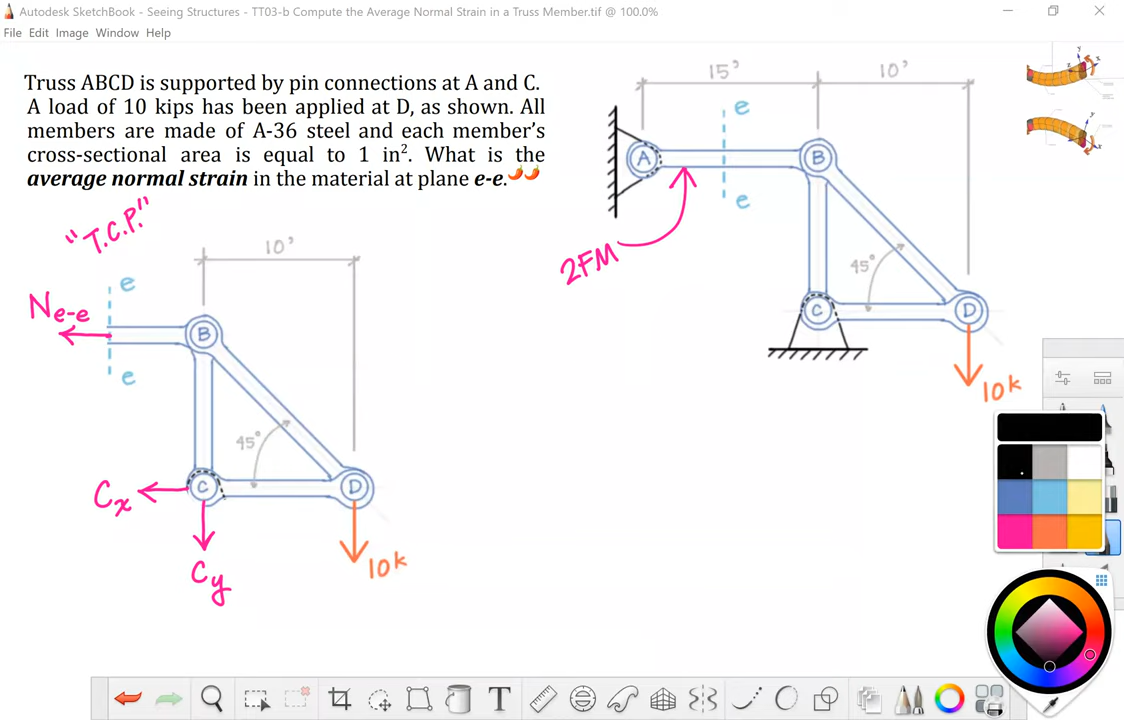 Autodesk SketchBook - Seeing Structures - TT03-b Compute the Average Normal Strain in a Truss Member.tif @ 100.0%
File Edit Image Window Help
Truss ABCD is supported by pin connections at A and C.
A load of 10 kips has been applied at D, as shown. All
members are made of A-36 steel and each member's
cross-sectional area is equal to 1 in². What is the
average normal strain in the material at plane e-e.
"T.C.P."
10'
e
N e-e
B
e
45°
Cx
C
D
10k
Cy
15'
10'
e
A
B
e
2FM
45°
C
D
10k
T